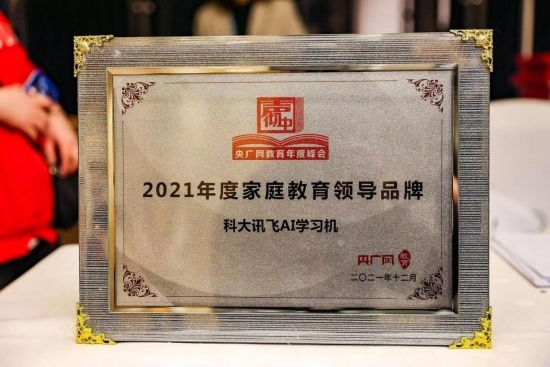 央广网教育年度峰会
2021年度家庭教育领导品牌
科大讯飞AI学习机
央广网 教育
二〇二一年十二月